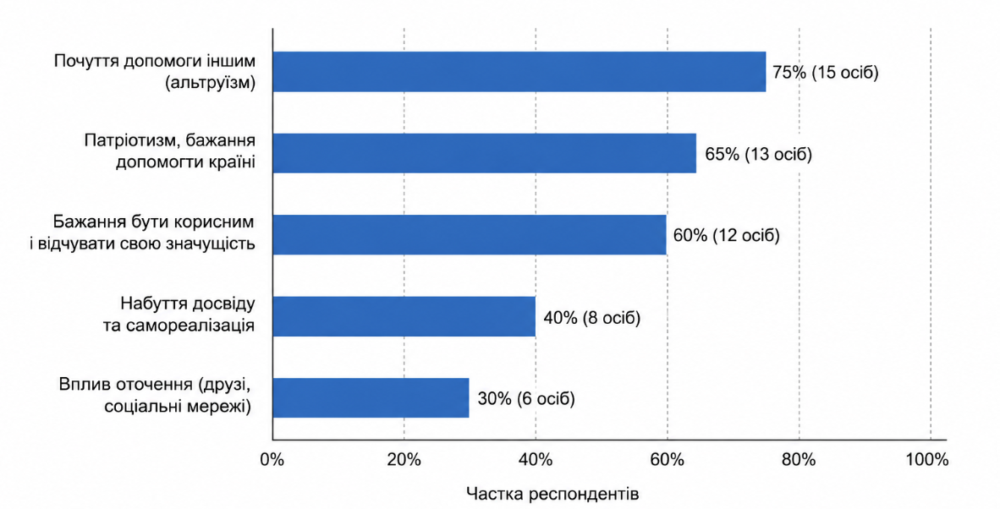 Почуття допомоги іншим
(альтруїзм)
75% (15 осіб)
Патріотизм, бажання
допомогти країні
65% (13 осіб)
Бажання бути корисним
і відчувати свою значущість
60% (12 осіб)
Набуття досвіду
та самореалізація
40% (8 осіб)
Вплив оточення (друзі,
соціальні мережі)
30% (6 осіб)
0% 20% 40% 60% 80% 100%
Частка респондентів